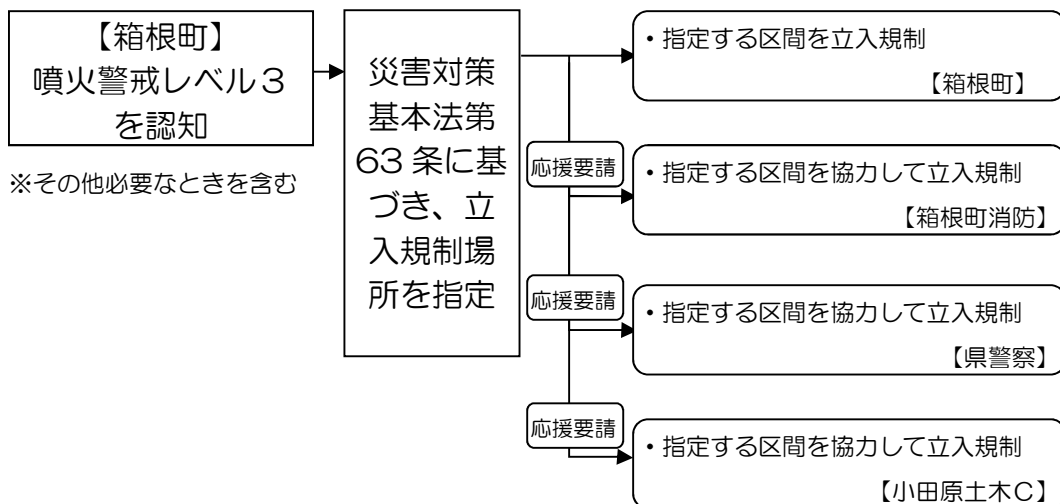 【箱根町】
噴火警戒レベル３
を認知
※その他必要なときを含む
災害対策
基本法第
63 条に基
づき、立
入規制場
所を指定
・指定する区間を立入規制
【箱根町】
応援要請
・指定する区間を協力して立入規制
【箱根町消防】
応援要請
・指定する区間を協力して立入規制
【県警察】
応援要請
・指定する区間を協力して立入規制
【小田原土木Ｃ】